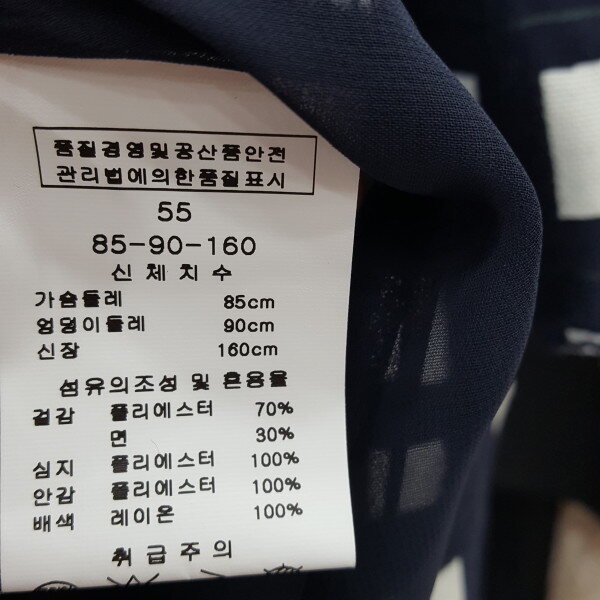 품질경영및공산품안전
관리법에의한품질표시
55
85-90-160
신체치수
가슴둘레 85cm
엉덩이둘레 90cm
신장 160cm
섬유의조성 및 혼용율
겉감 폴리에스터 70%
면 30%
심지 폴리에스터 100%
안감 폴리에스터 100%
배색 레이온 100%
취급주의